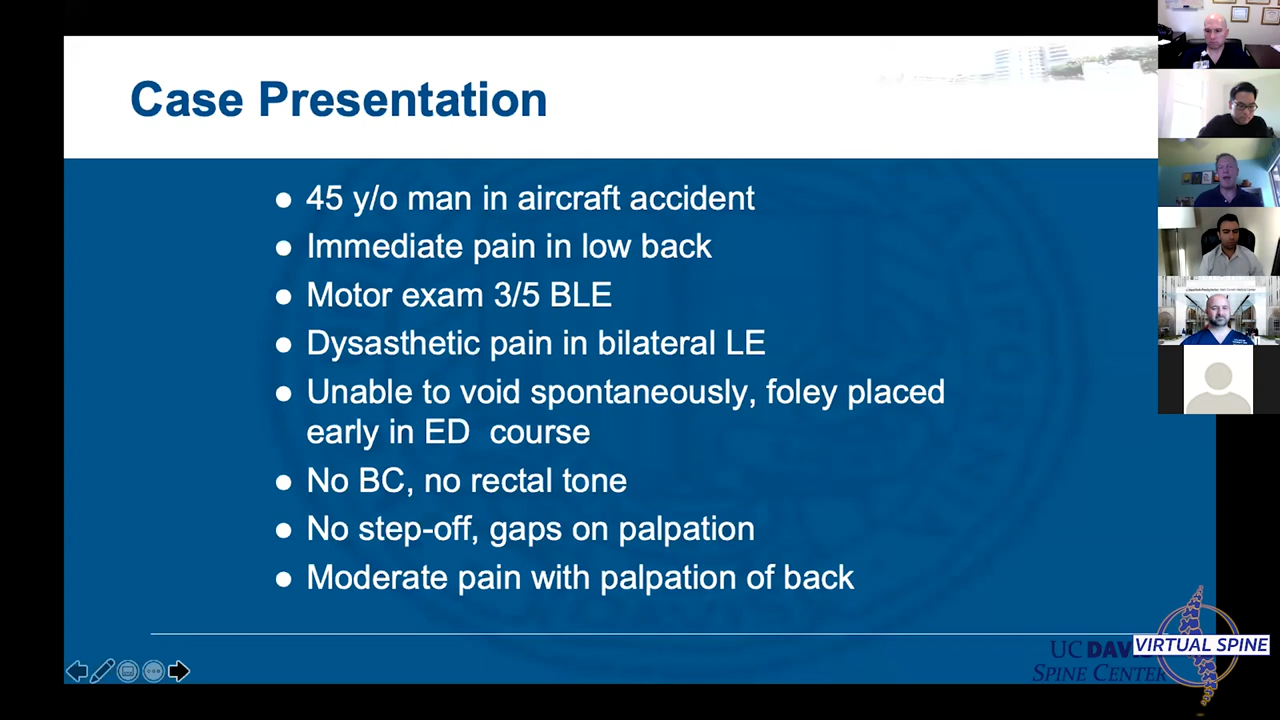 Case Presentation
45 y/o man in aircraft accident
Immediate pain in low back
Motor exam 3/5 BLE
Dysasthetic pain in bilateral LE
Unable to void spontaneously, foley placed
early in ED course
No BC, no rectal tone
No step-off, gaps on palpation
Moderate pain with palpation of back
UC DAVI
SPINE CENTER
VIRTUAL SPINE